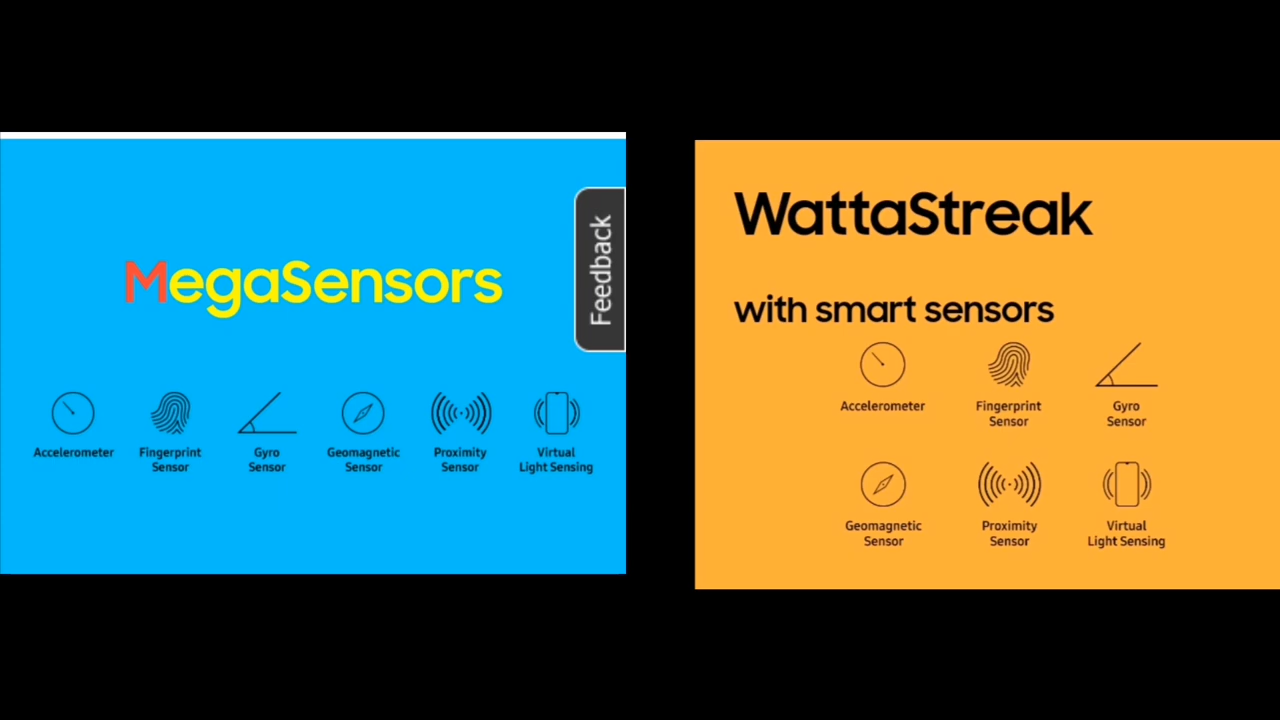 MegaSensors
Feedback
Accelerometer
Fingerprint
Sensor
Gyro
Sensor
Geomagnetic
Sensor
Proximity
Sensor
Virtual
Light Sensing
WattaStreak
with smart sensors
Accelerometer
Fingerprint
Sensor
Gyro
Sensor
Geomagnetic
Sensor
Proximity
Sensor
Virtual
Light Sensing